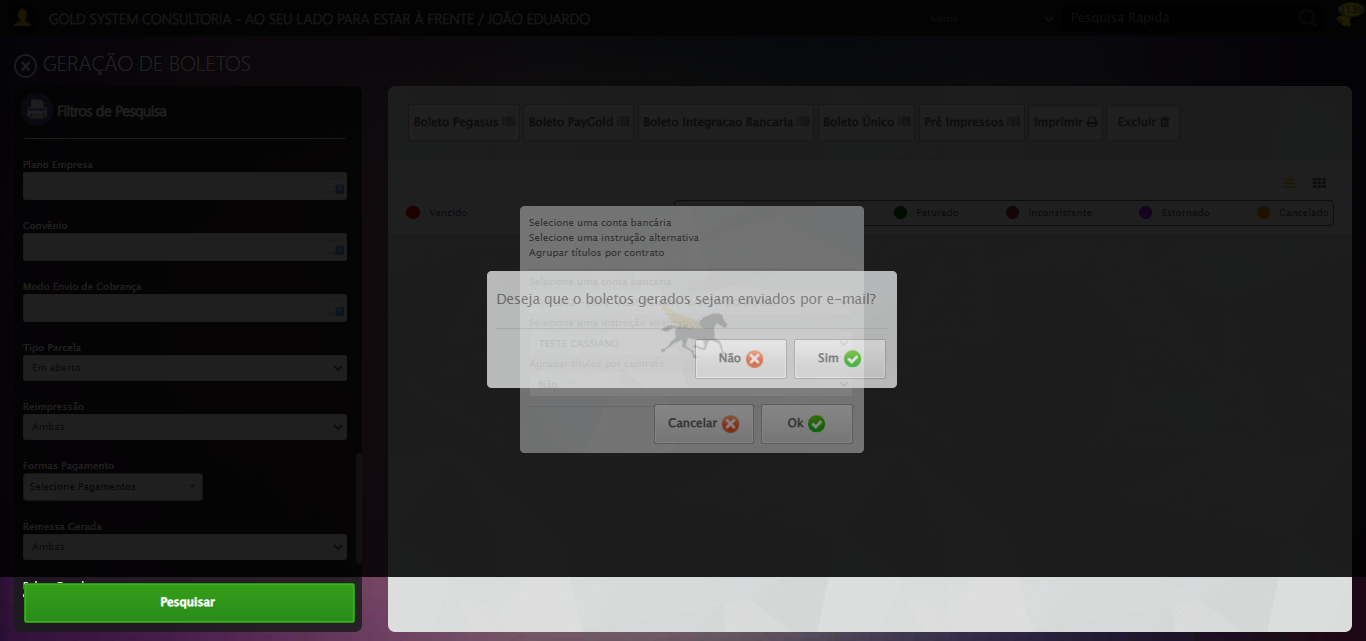 GOLD SYSTEM CONSULTORIA - AO SEU LADO PARA ESTAR À FRENTE / JOÃO EDUARDO
Nome
Pesquisa Rapida
GERAÇÃO DE BOLETOS
Filtros de Pesquisa
Plano Empresa
Convênio
Modo Envio de Cobrança
Tipo Parcela
Em aberto
Reimpressão
Ambas
Formas Pagamento
Selecione Pagamentos
Remessa Gerada
Ambas
Pesquisar
Boleto Pegasus
Boleto PayGold
Boleto Integracao Bancaria
Boleto Único
Pré Impressos
Imprimir
Excluir
Vencido
Faturado
Inconsistente
Estornado
Cancelado
Selecione uma conta bancária
Selecione uma instrução alternativa
Agrupar títulos por contrato
Selecione uma conta bancária
Deseja que o boletos gerados sejam enviados por e-mail?
Selecione uma instrução alternativa
TESTE CASSIANO
Agrupar títulos por contrato
Não
Não
Sim
Cancelar
Ok